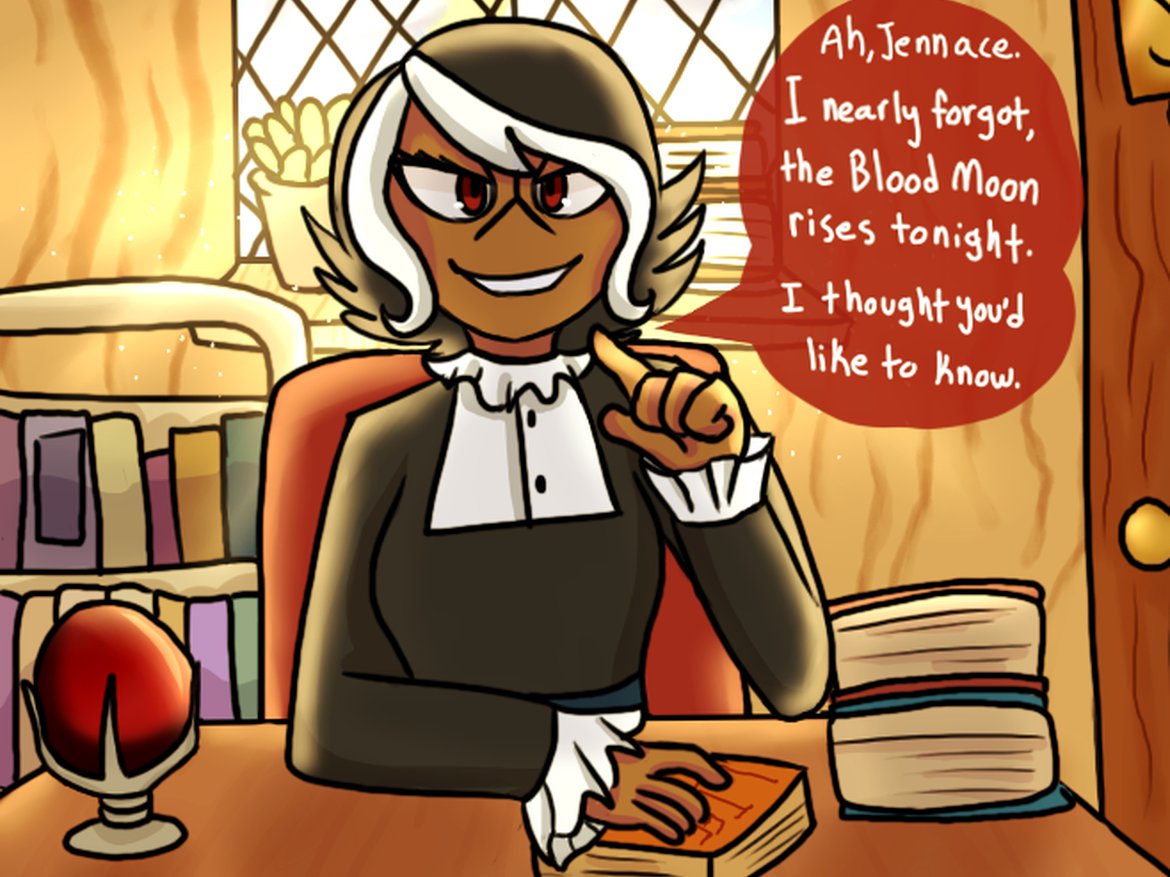 Ah, Jennace.
I nearly forgot,
the Blood Moon
rises tonight.
I thought you'd
like to know.